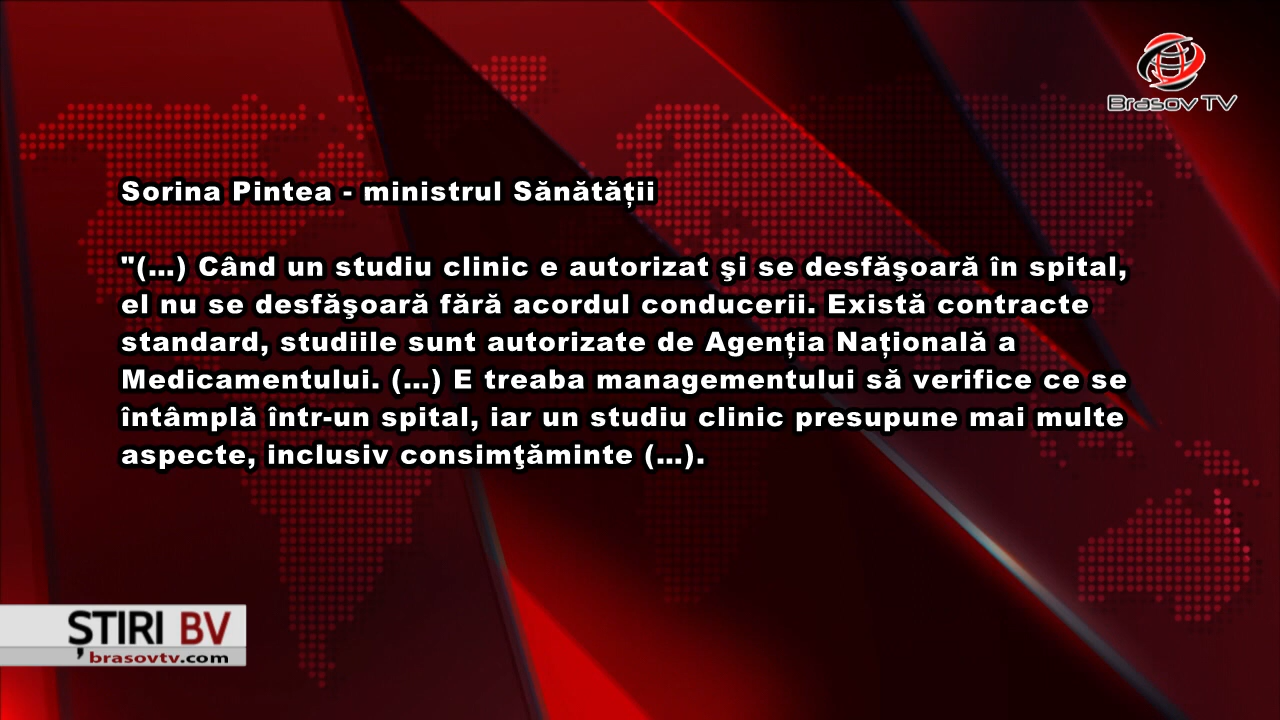 Brasov TV
Sorina Pintea - ministrul Sănătății
"(...) Când un studiu clinic e autorizat şi se desfăşoară în spital,
el nu se desfăşoară fără acordul conducerii. Există contracte
standard, studiile sunt autorizate de Agenția Națională a
Medicamentului. (...) E treaba managementului să verifice ce se
întâmplă într-un spital, iar un studiu clinic presupune mai multe
aspecte, inclusiv consimţăminte (...).
ȘTIRI BV
brasovtv.com